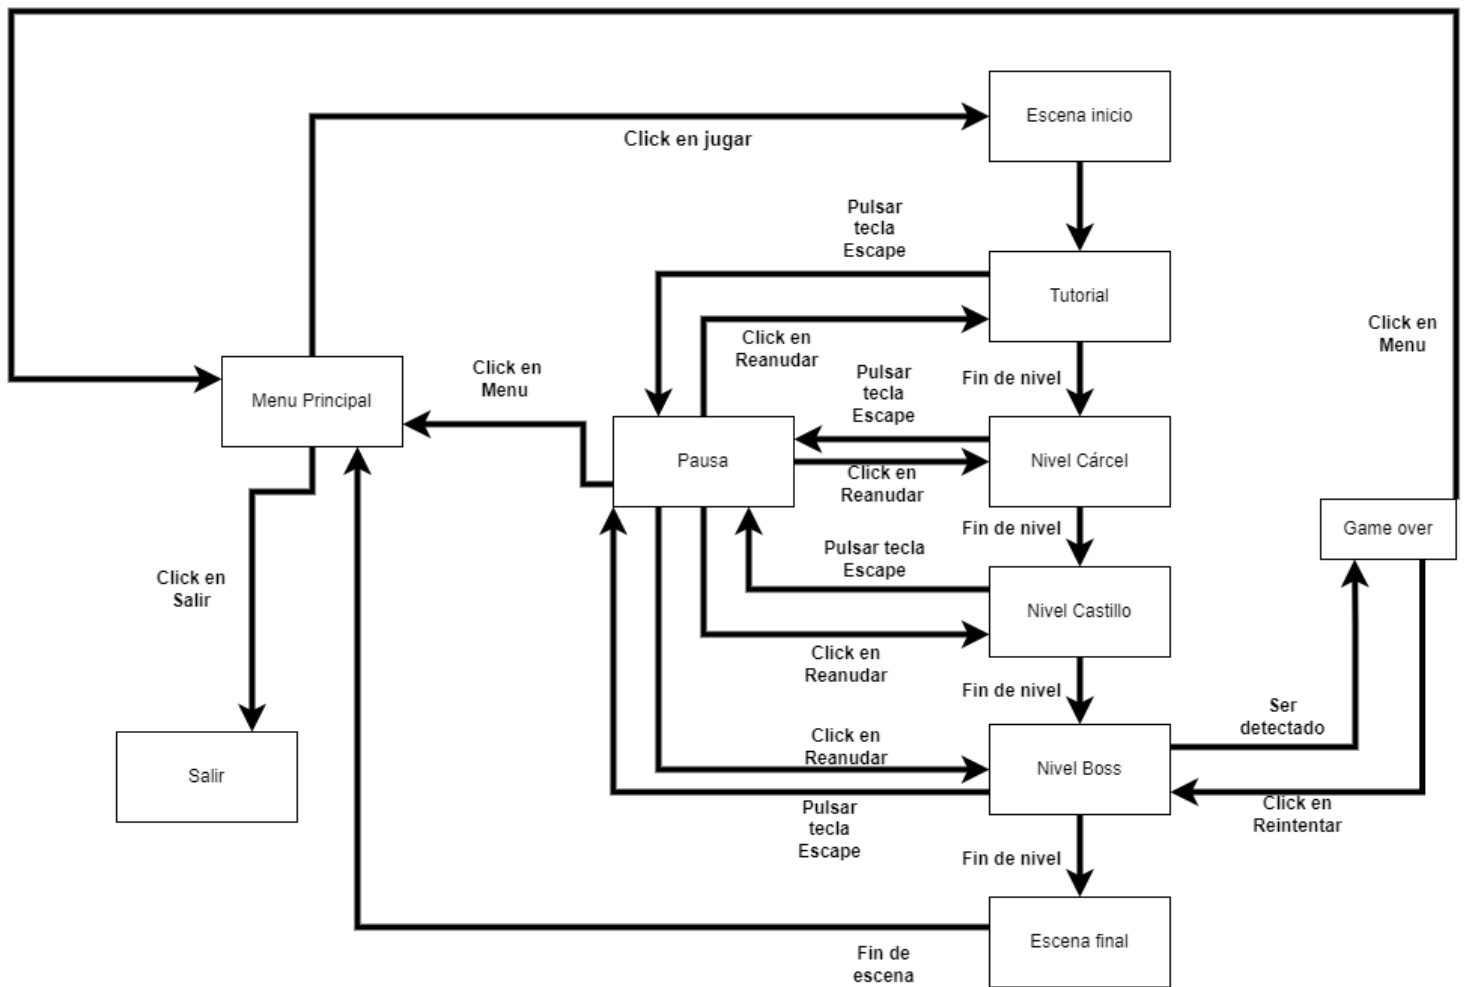 Escena inicio
Click en jugar
Pulsar
tecla
Escape
Tutorial
Click en
Menu
Click en
Reanudar
Click en
Menu
Pulsar
tecla
Escape
Fin de nivel
Menu Principal
Pausa
Nivel Cárcel
Click en
Reanudar
Fin de nivel
Game over
Pulsar tecla
Escape
Click en
Salir
Nivel Castillo
Click en
Reanudar
Fin de nivel
Ser
detectado
Click en
Reanudar
Salir
Nivel Boss
Pulsar
tecla
Escape
Click en
Reintentar
Fin de nivel
Escena final
Fin de
escena